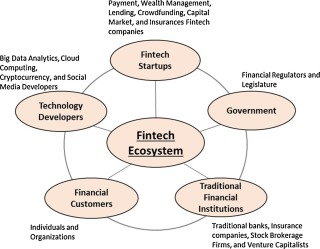 Payment, Wealth Management,
Lending, Crowdfunding, Capital
Market, and Insurances Fintech
companies
Fintech
Startups
Big Data Analytics, Cloud
Computing,
Cryptocurrency, and Social
Media Developers
Technology
Developers
Financial Regulators and
Legislature
Government
Fintech
Ecosystem
Financial
Customers
Individuals and
Organizations
Traditional
Financial
Institutions
Traditional banks, Insurance
companies, Stock Brokerage
Firms, and Venture Capitalists